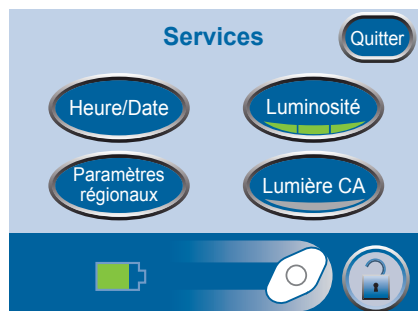 Services
Quitter
Heure/Date
Luminosité
Paramètres
régionaux
Lumière CA